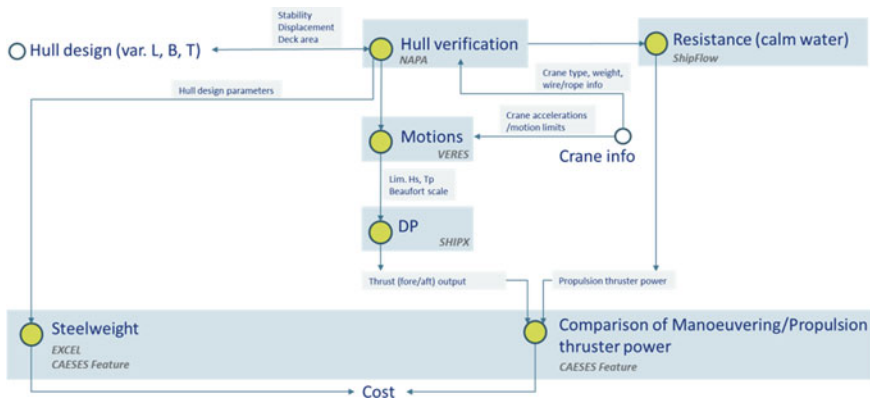 Stability
Displacement
Deck area
Hull design (var. L, B, T)
Hull verification
NAPA
Resistance (calm water)
ShipFlow
Hull design parameters
Crane type, weight,
wire/rope info
Crane accelerations
/motion limits
Motions
VERES
Crane info
Lim. Hs, Tp
Beaufort scale
DP
SHIPX
Thrust (fore/aft) output
Propulsion thruster power
Steelweight
EXCEL
CAESES Feature
Comparison of Manoeuvering/Propulsion
thruster power
CAESES Feature
Cost